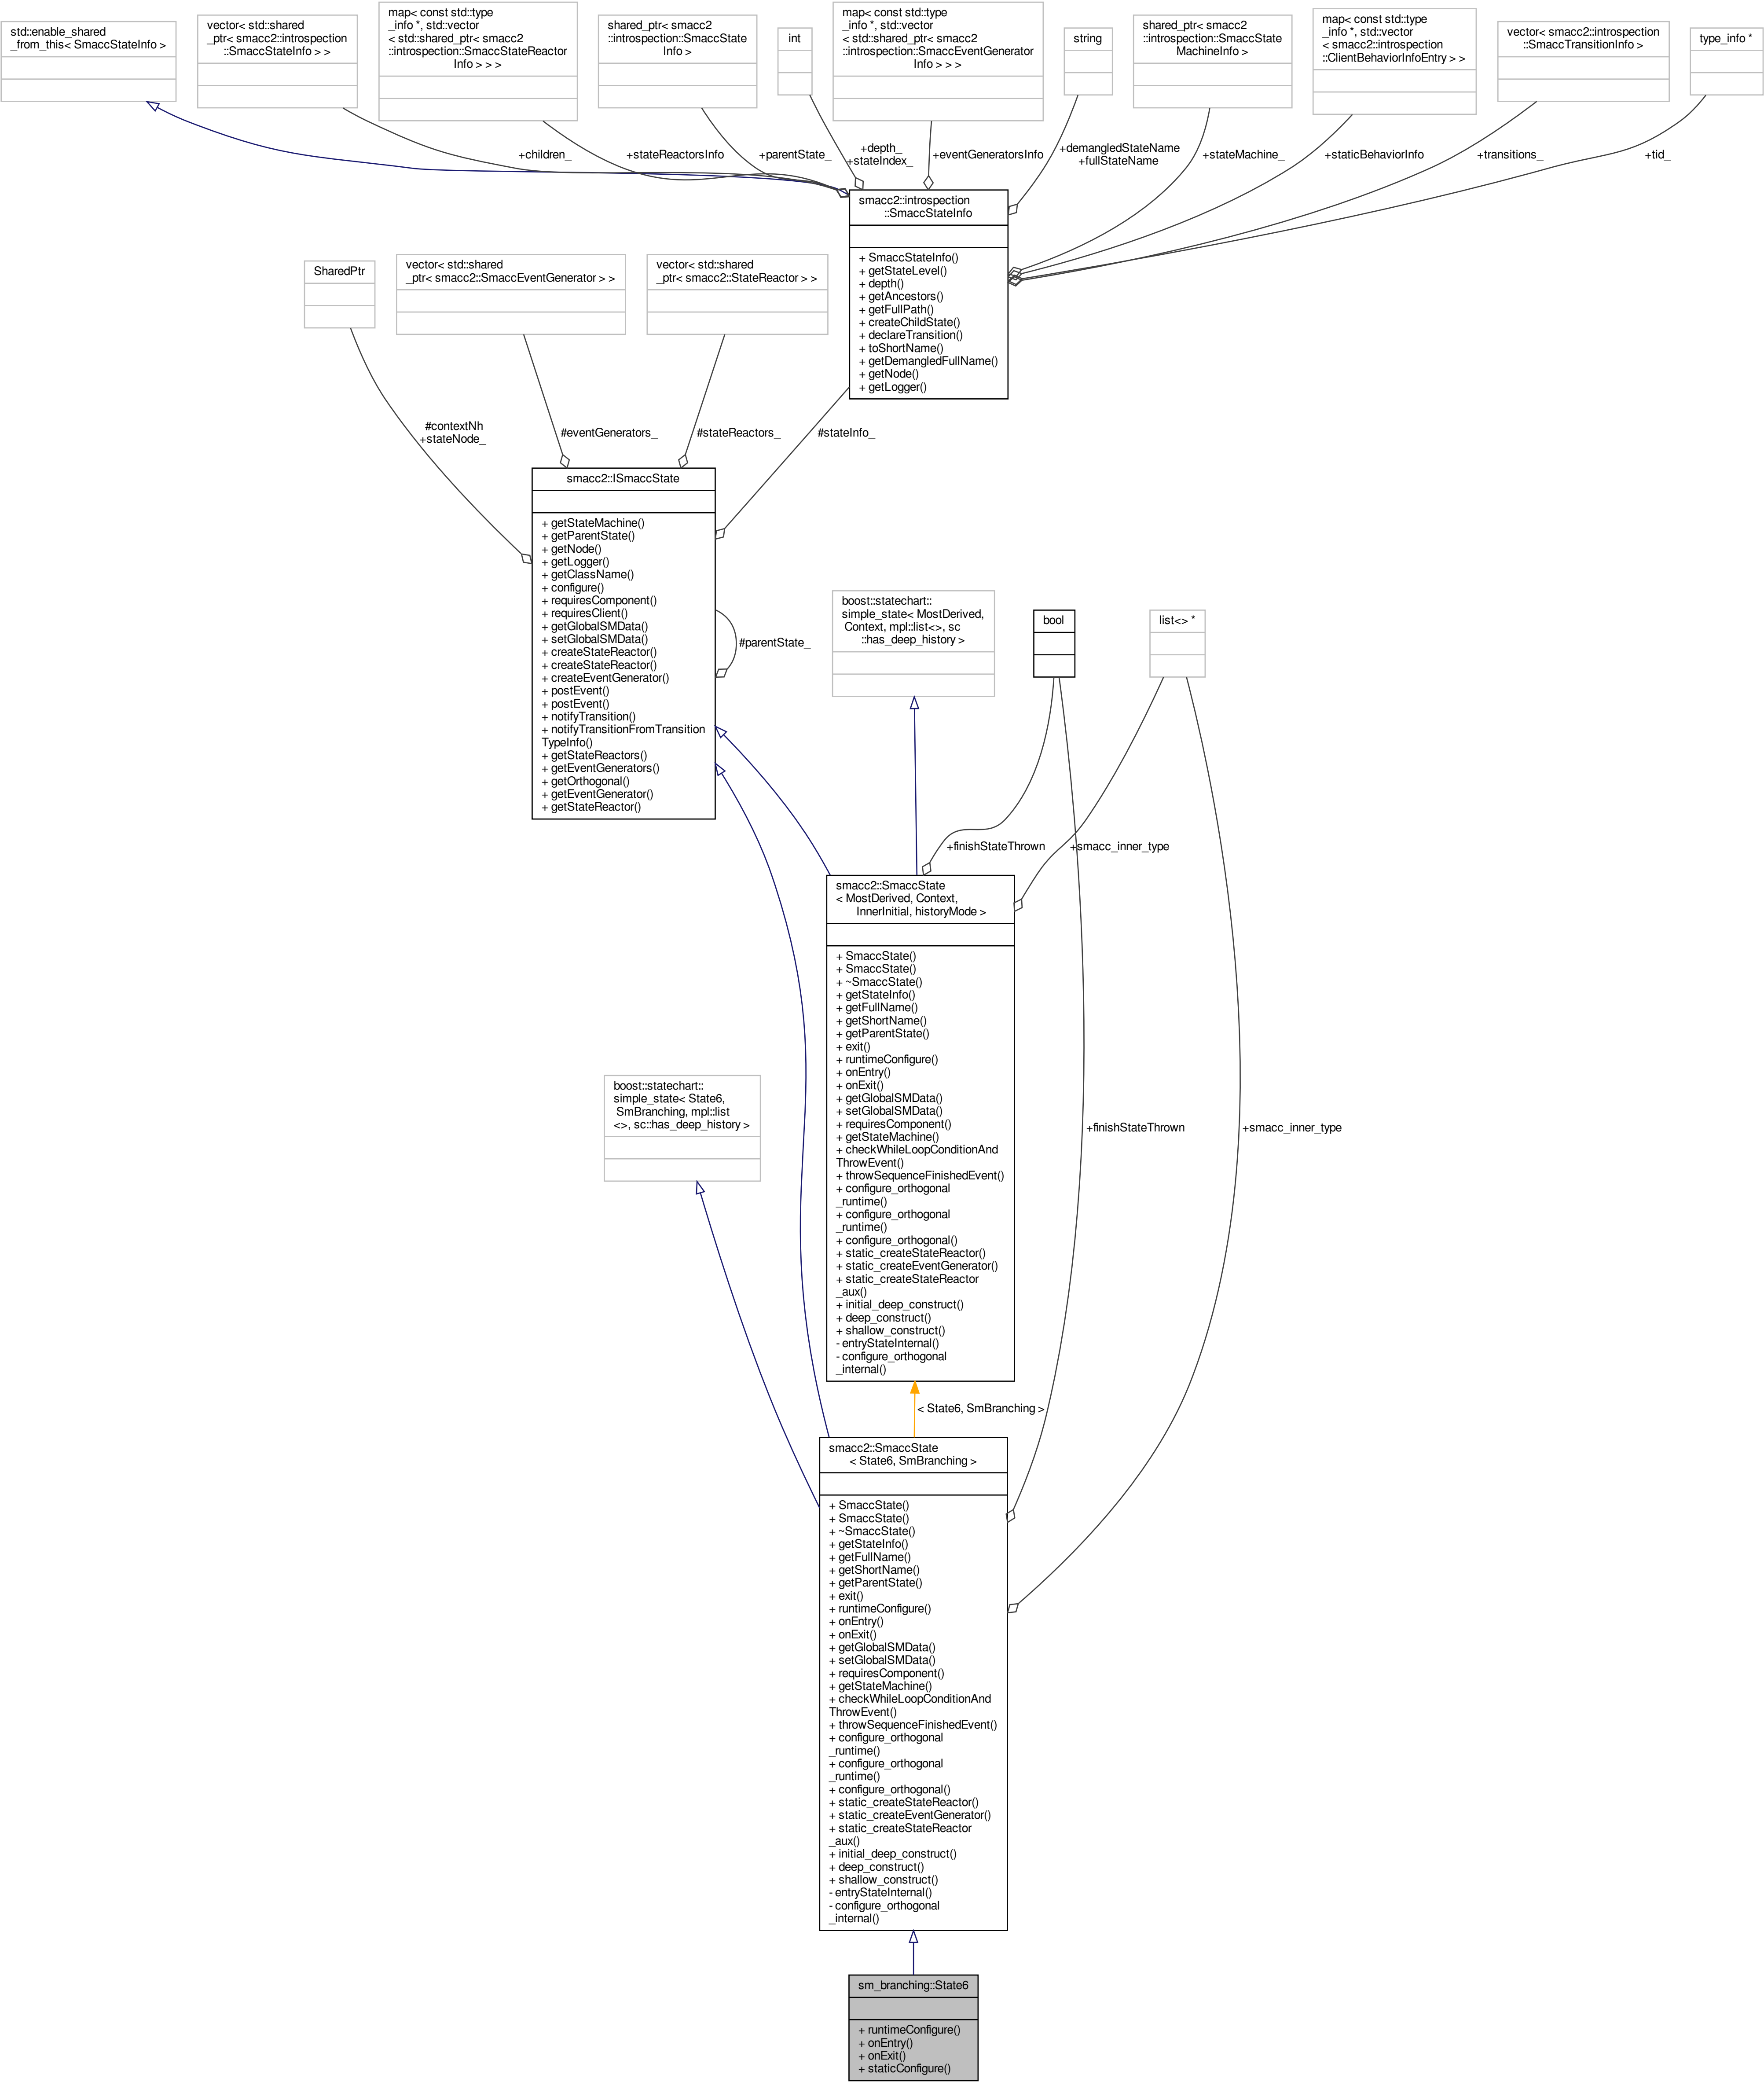 std::enable_shared
_from_this< SmaccStateInfo >
vector< std::shared
_ptr< smacc2::introspection
::SmaccStateInfo > >
map< const std::type
_info *, std::vector
< std::shared_ptr< smacc2
::introspection::SmaccStateReactor
Info > > >
shared_ptr< smacc2
::introspection::SmaccState
Info >
int
map< const std::type
_info *, std::vector
< std::shared_ptr< smacc2
::introspection::SmaccEventGenerator
Info > > >
string
shared_ptr< smacc2
::introspection::SmaccState
MachineInfo >
map< const std::type
_info *, std::vector
< smacc2::introspection
::ClientBehaviorInfoEntry > >
vector< smacc2::introspection
::SmaccTransitionInfo >
type_info *
+children_
+stateReactorsInfo
+parentState_
+depth_
+stateIndex_
+eventGeneratorsInfo
+demangledStateName
+fullStateName
+stateMachine_
+staticBehaviorInfo
+transitions_
+tid_
smacc2::introspection
::SmaccStateInfo
+ SmaccStateInfo()
+ getStateLevel()
+ depth()
+ getAncestors()
+ getFullPath()
+ createChildState()
+ declareTransition()
+ toShortName()
+ getDemangledFullName()
+ getNode()
+ getLogger()
SharedPtr
vector< std::shared
_ptr< smacc2::SmaccEventGenerator > >
vector< std::shared
_ptr< smacc2::StateReactor > >
#contextNh
+stateNode_
#eventGenerators_
#stateReactors_
#stateInfo_
smacc2::ISmaccState
+ getStateMachine()
+ getParentState()
+ getNode()
+ getLogger()
+ getClassName()
+ configure()
+ requiresComponent()
+ requiresClient()
+ getGlobalSMData()
+ setGlobalSMData()
+ createStateReactor()
+ createStateReactor()
+ createEventGenerator()
+ postEvent()
+ postEvent()
+ notifyTransition()
+ notifyTransitionFromTransition
TypeInfo()
+ getStateReactors()
+ getEventGenerators()
+ getOrthogonal()
+ getEventGenerator()
+ getStateReactor()
#parentState_
boost::statechart::
simple_state< MostDerived,
Context, mpl::list<>, sc
::has_deep_history >
bool
list<> *
+finishStateThrown
+smacc_inner_type
smacc2::SmaccState
< MostDerived, Context,
InnerInitial, historyMode >
+ SmaccState()
+ SmaccState()
+ ~SmaccState()
+ getStateInfo()
+ getFullName()
+ getShortName()
+ getParentState()
+ exit()
+ runtimeConfigure()
+ onEntry()
+ onExit()
+ getGlobalSMData()
+ setGlobalSMData()
+ requiresComponent()
+ getStateMachine()
+ checkWhileLoopConditionAnd
ThrowEvent()
+ throwSequenceFinishedEvent()
+ configure_orthogonal
_runtime()
+ configure_orthogonal
_runtime()
+ configure_orthogonal()
+ static_createStateReactor()
+ static_createEventGenerator()
+ static_createStateReactor
_aux()
+ initial_deep_construct()
+ deep_construct()
+ shallow_construct()
- entryStateInternal()
- configure_orthogonal
_internal()
boost::statechart::
simple_state< State6,
SmBranching, mpl::list
<>, sc::has_deep_history >
+finishStateThrown
+smacc_inner_type
< State6, SmBranching >
smacc2::SmaccState
< State6, SmBranching >
+ SmaccState()
+ SmaccState()
+ ~SmaccState()
+ getStateInfo()
+ getFullName()
+ getShortName()
+ getParentState()
+ exit()
+ runtimeConfigure()
+ onEntry()
+ onExit()
+ getGlobalSMData()
+ setGlobalSMData()
+ requiresComponent()
+ getStateMachine()
+ checkWhileLoopConditionAnd
ThrowEvent()
+ throwSequenceFinishedEvent()
+ configure_orthogonal
_runtime()
+ configure_orthogonal
_runtime()
+ configure_orthogonal()
+ static_createStateReactor()
+ static_createEventGenerator()
+ static_createStateReactor
_aux()
+ initial_deep_construct()
+ deep_construct()
+ shallow_construct()
- entryStateInternal()
- configure_orthogonal
_internal()
sm_branching::State6
+ runtimeConfigure()
+ onEntry()
+ onExit()
+ staticConfigure()